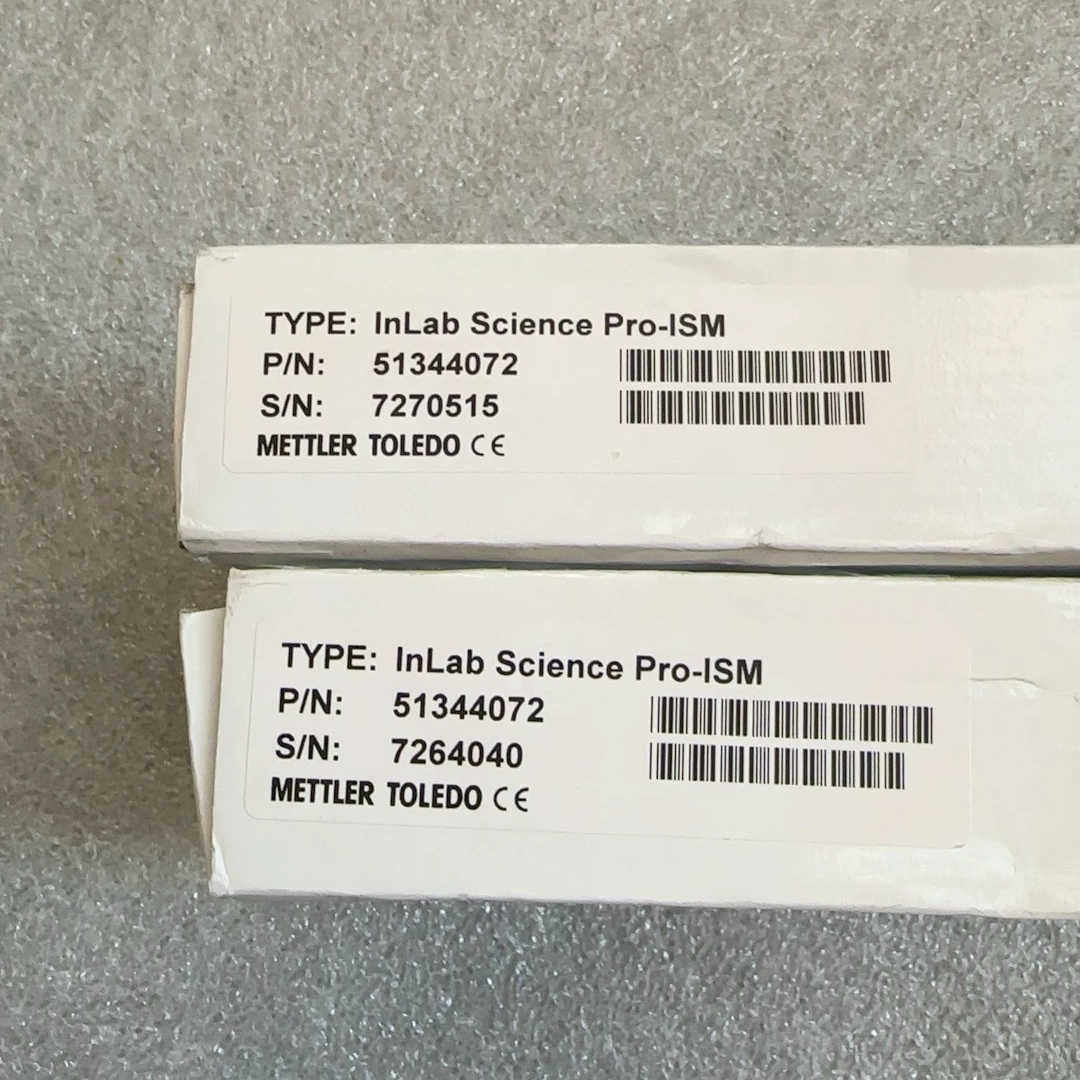 TYPE: InLab Science Pro-ISM
P/N: 51344072
S/N: 7270515
METTLER TOLEDO CE
TYPE: InLab Science Pro-ISM
P/N: 51344072
S/N: 7264040
METTLER TOLEDO CE